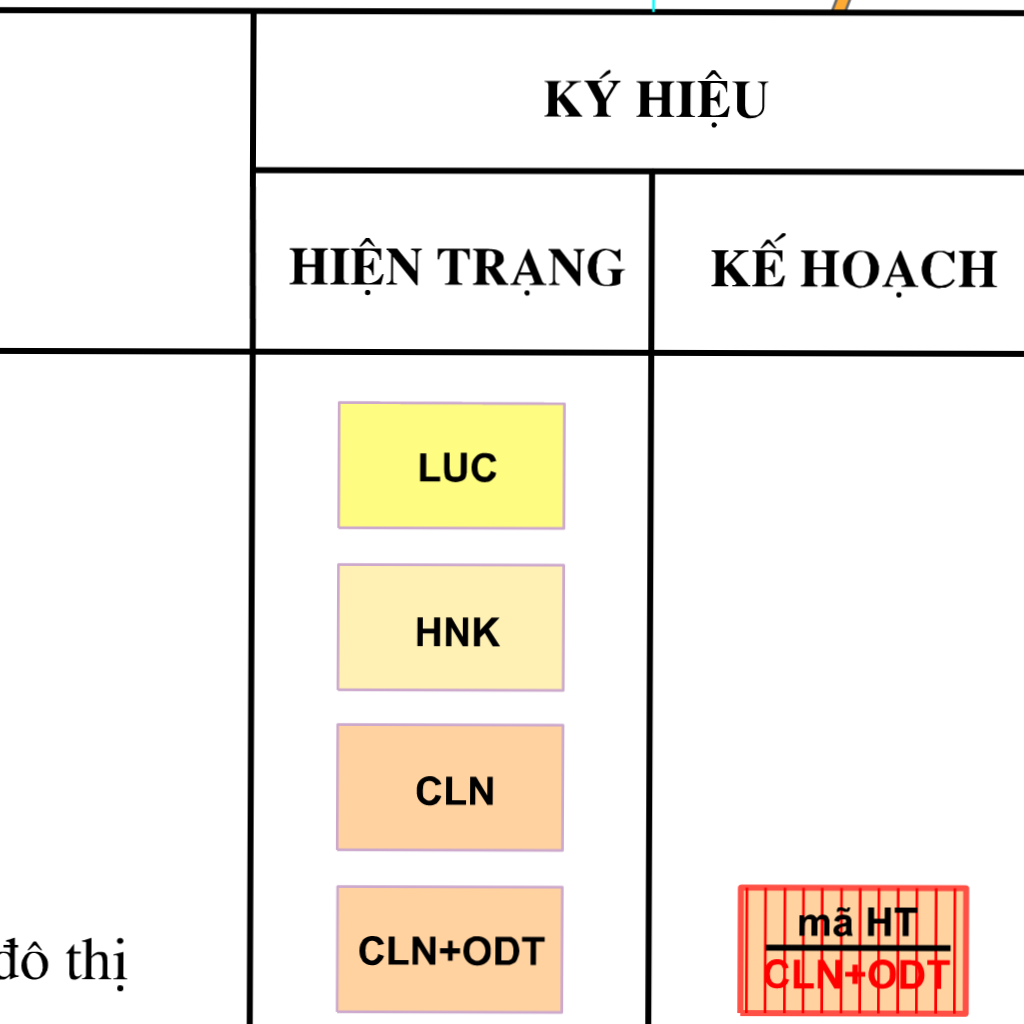 KÝ HIỆU
HIỆN TRẠNG
KẾ HOẠCH
LUC
HNK
CLN
đô thị
CLN+ODT
mã HT
CLN+ODT